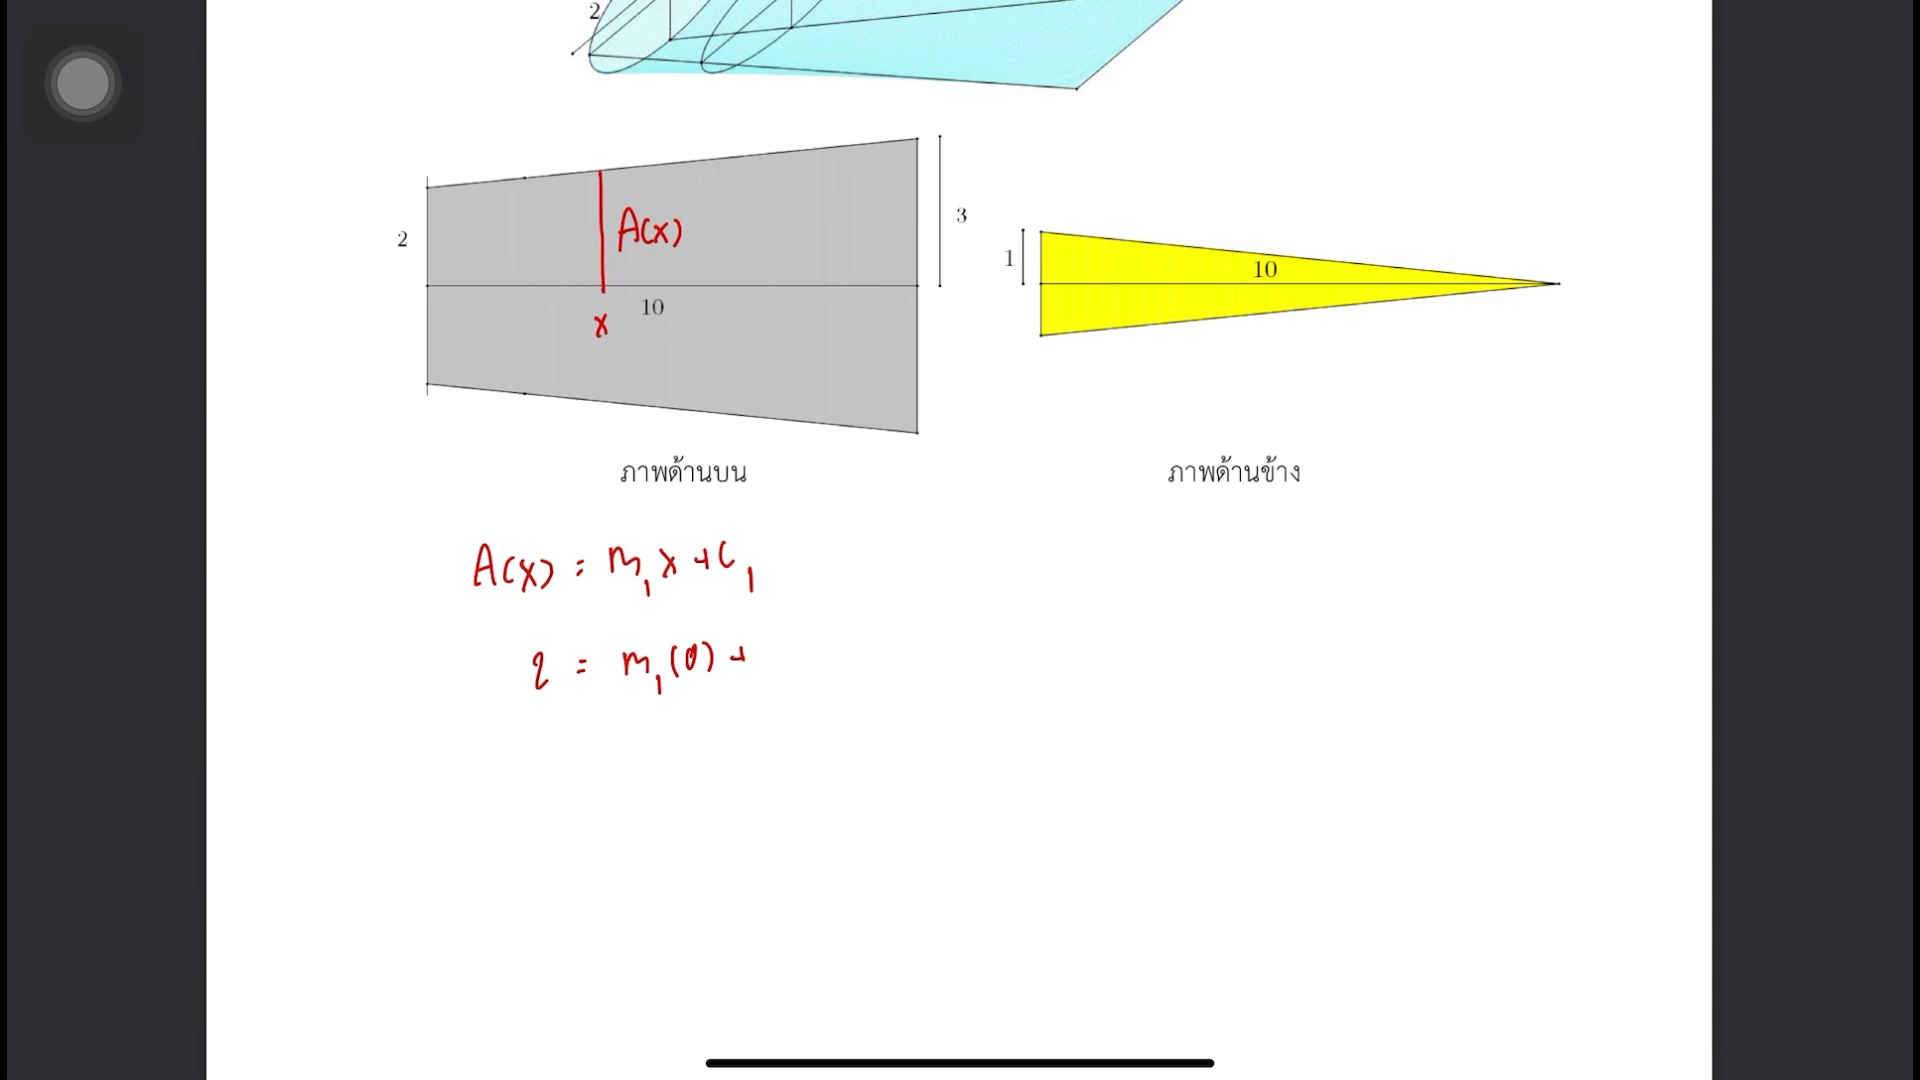 2
2
A(x)
3
1
10
10
x
ภาพด้านบน
ภาพด้านข้าง
A(x) = m₁x + c₁
2 = m₁(0) +